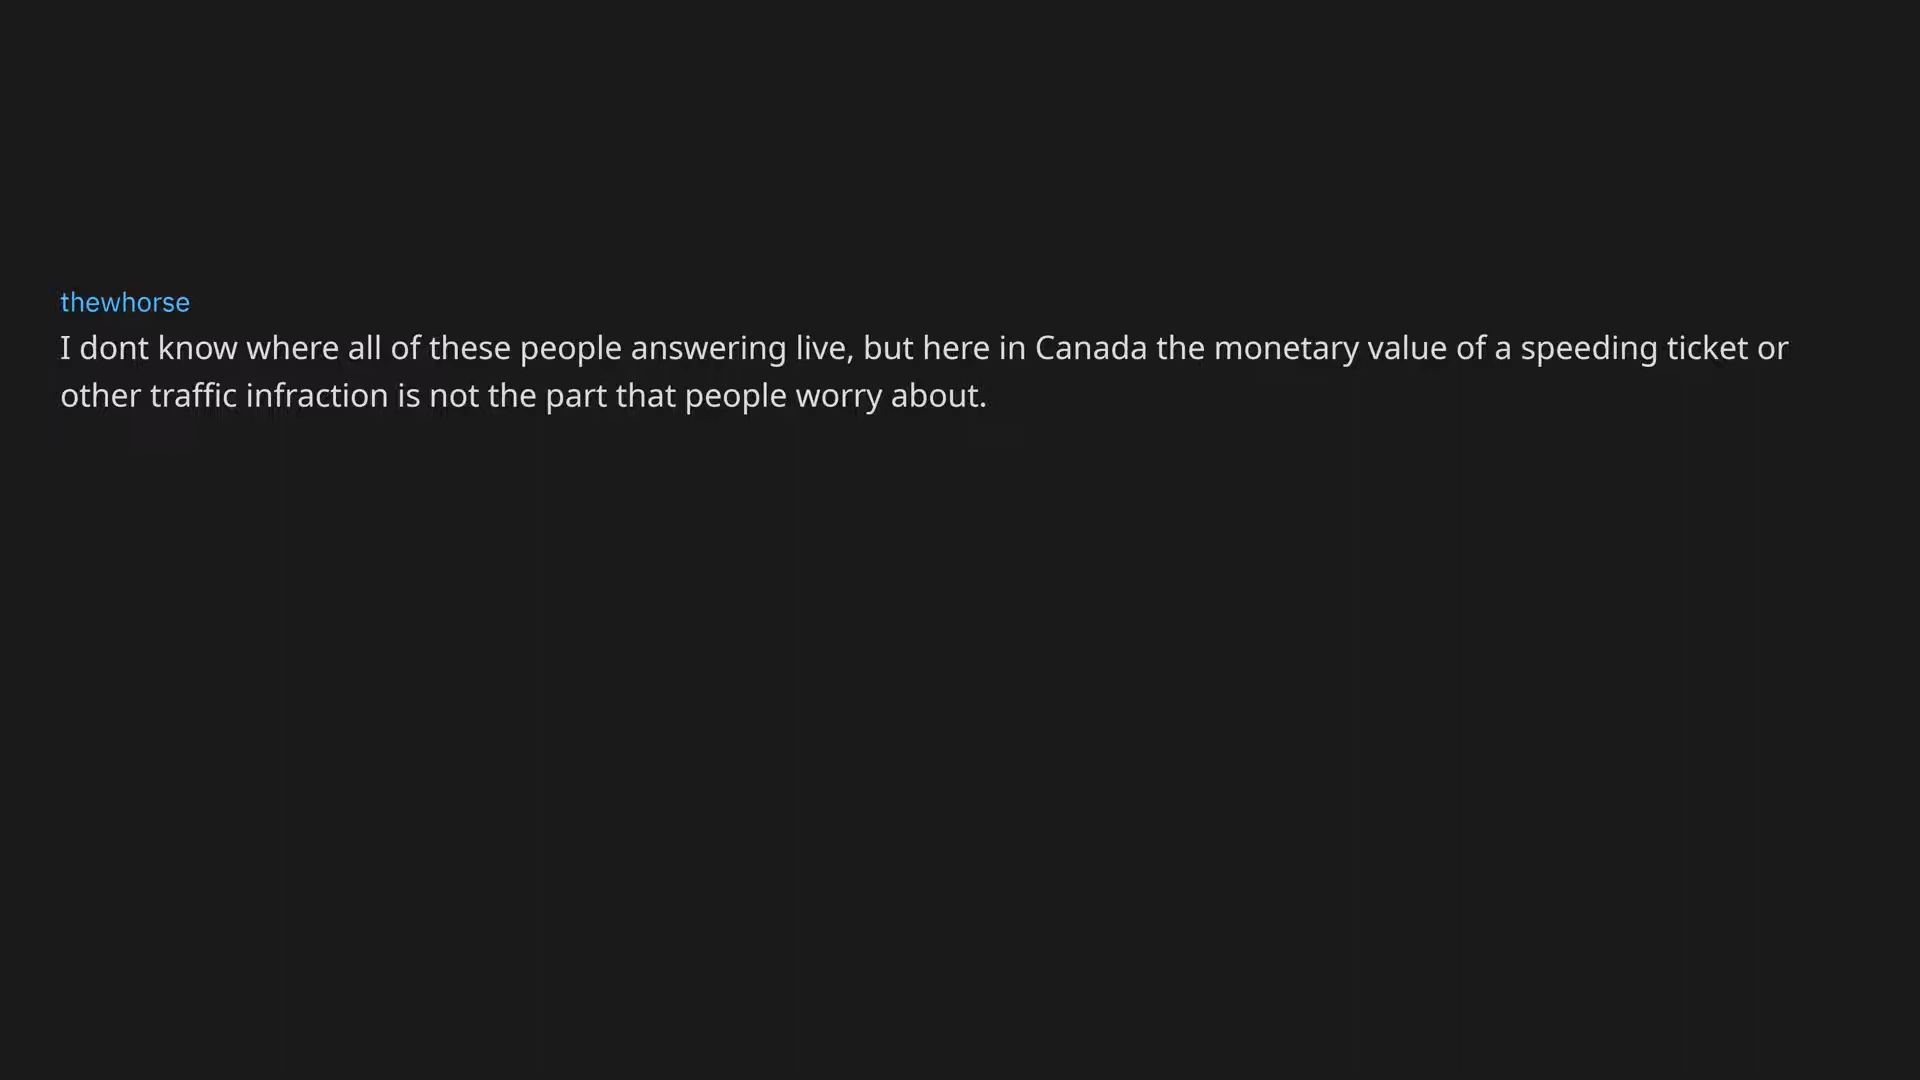 thewhorse
I dont know where all of these people answering live, but here in Canada the monetary value of a speeding ticket or
other traffic infraction is not the part that people worry about.